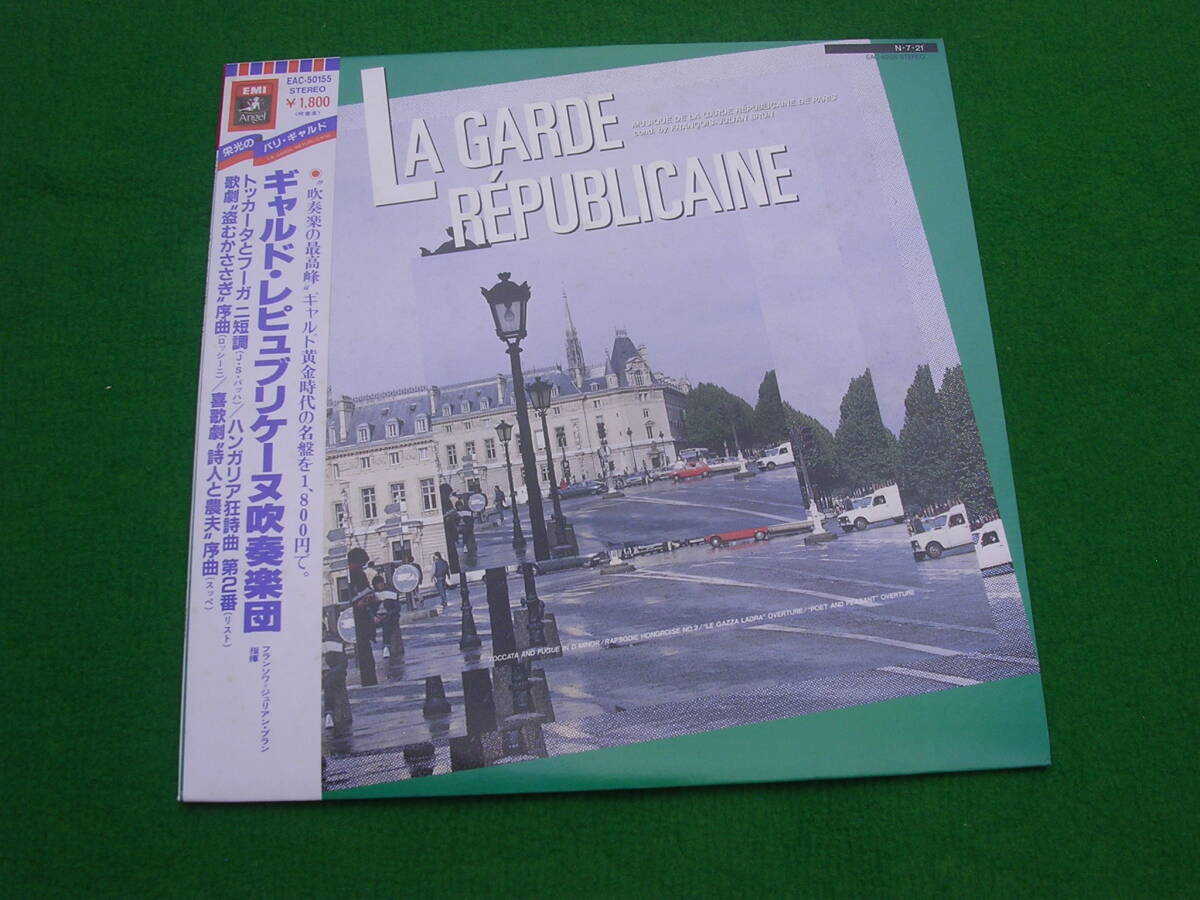 EMI
Angel
EAC-50155
STEREO
¥1,800
栄光の パリ・ギャルド
LA GARDE RÉPUBLICAINE
●“吹奏楽の最高峰”ギャルド黄金時代の名盤を1,800円で。
ギャルド・レピュブリケーヌ吹奏楽団
フランソワ=ジュリアン・ブラン
指揮
トッカータとフーガ ニ短調(J・S・バッハ)/ハンガリア狂詩曲 第2番(リスト)
歌劇“盗むかささぎ”序曲(ロッシーニ)/喜歌劇“詩人と農夫”序曲(スッペ)
N・7・21
EAC-50155 STEREO
LA GARDE
RÉPUBLICAINE
MUSIQUE DE LA GARDE RÉPUBLICAINE DE PARIS
cond. by FRANÇOIS-JULIAN BRUN
TOCCATA AND FUGUE IN D MINOR/RAPSODIE HONGROISE NO.2/"LE GAZZA LADRA" OVERTURE/"POET AND PEASANT" OVERTURE